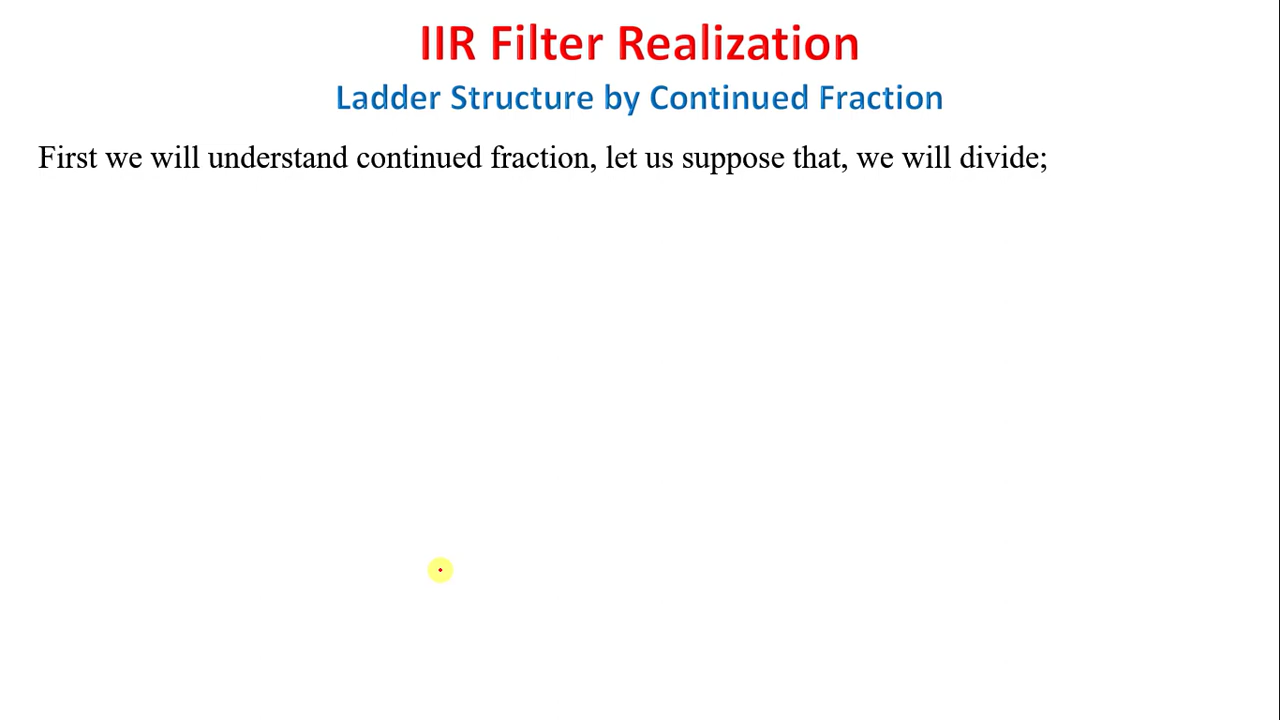 IIR Filter Realization
Ladder Structure by Continued Fraction
First we will understand continued fraction, let us suppose that, we will divide;